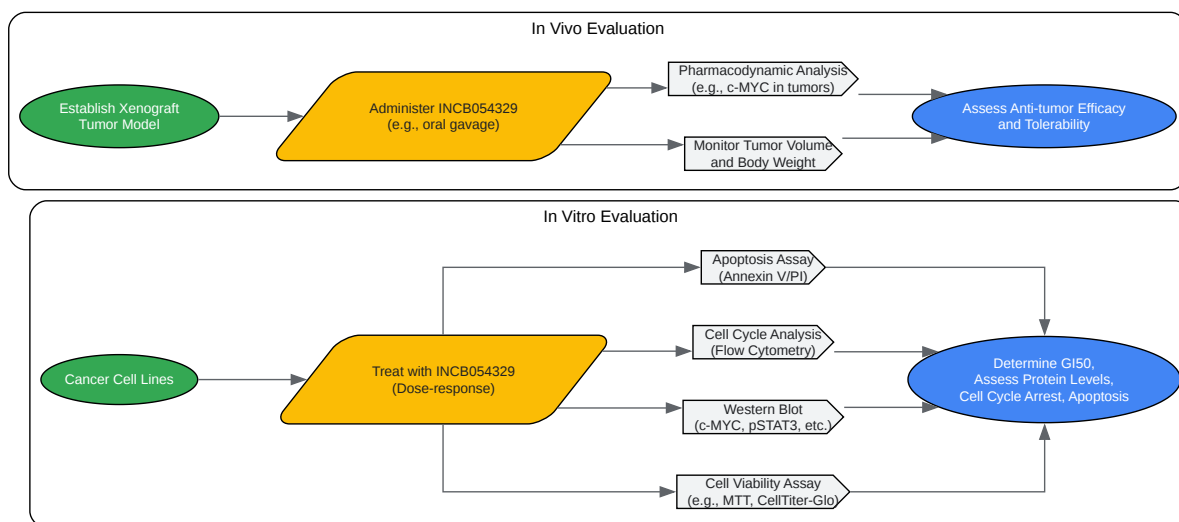 In Vivo Evaluation
Establish Xenograft
Tumor Model
Administer INCB054329
(e.g., oral gavage)
Pharmacodynamic Analysis
(e.g., c-MYC in tumors)
Monitor Tumor Volume
and Body Weight
Assess Anti-tumor Efficacy
and Tolerability
In Vitro Evaluation
Cancer Cell Lines
Treat with INCB054329
(Dose-response)
Apoptosis Assay
(Annexin V/PI)
Cell Cycle Analysis
(Flow Cytometry)
Western Blot
(c-MYC, pSTAT3, etc.)
Cell Viability Assay
(e.g., MTT, CellTiter-Glo)
Determine GI50,
Assess Protein Levels,
Cell Cycle Arrest, Apoptosis